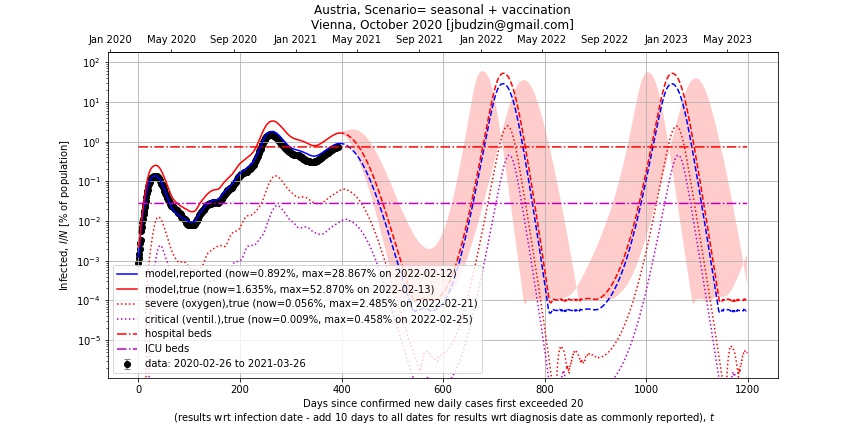 Austria, Scenario= seasonal + vaccination
Vienna, October 2020 [jbudzin@gmail.com]
Jan 2020 May 2020 Sep 2020 Jan 2021 May 2021 Sep 2021 Jan 2022 May 2022 Sep 2022 Jan 2023 May 2023
10²
10¹
10⁰
10⁻¹
10⁻²
10⁻³
10⁻⁴
10⁻⁵
Infected, I/N [% of population]
model,reported (now=0.892%, max=28.867% on 2022-02-12)
model,true (now=1.635%, max=52.870% on 2022-02-13)
severe (oxygen),true (now=0.056%, max=2.485% on 2022-02-21)
critical (ventil.),true (now=0.009%, max=0.458% on 2022-02-25)
hospital beds
ICU beds
data: 2020-02-26 to 2021-03-26
0 200 400 600 800 1000 1200
Days since confirmed new daily cases first exceeded 20
(results wrt infection date - add 10 days to all dates for results wrt diagnosis date as commonly reported), t